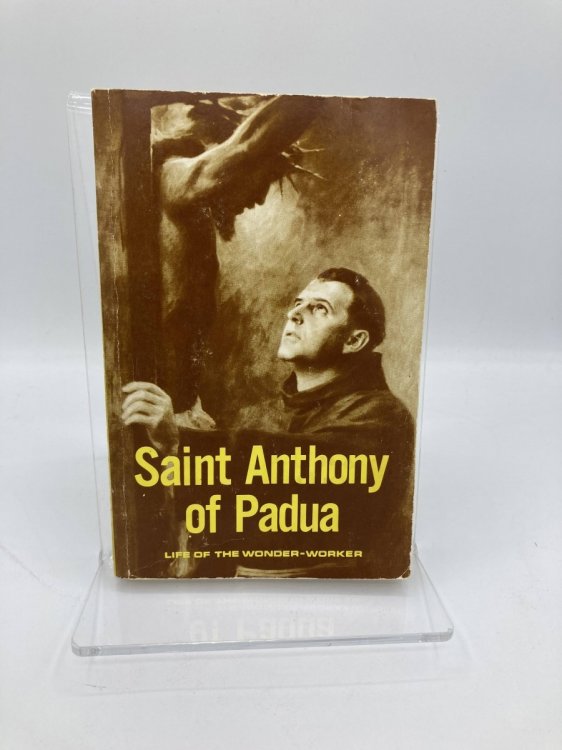 Saint Anthony
of Padua
LIFE OF THE WONDER-WORKER